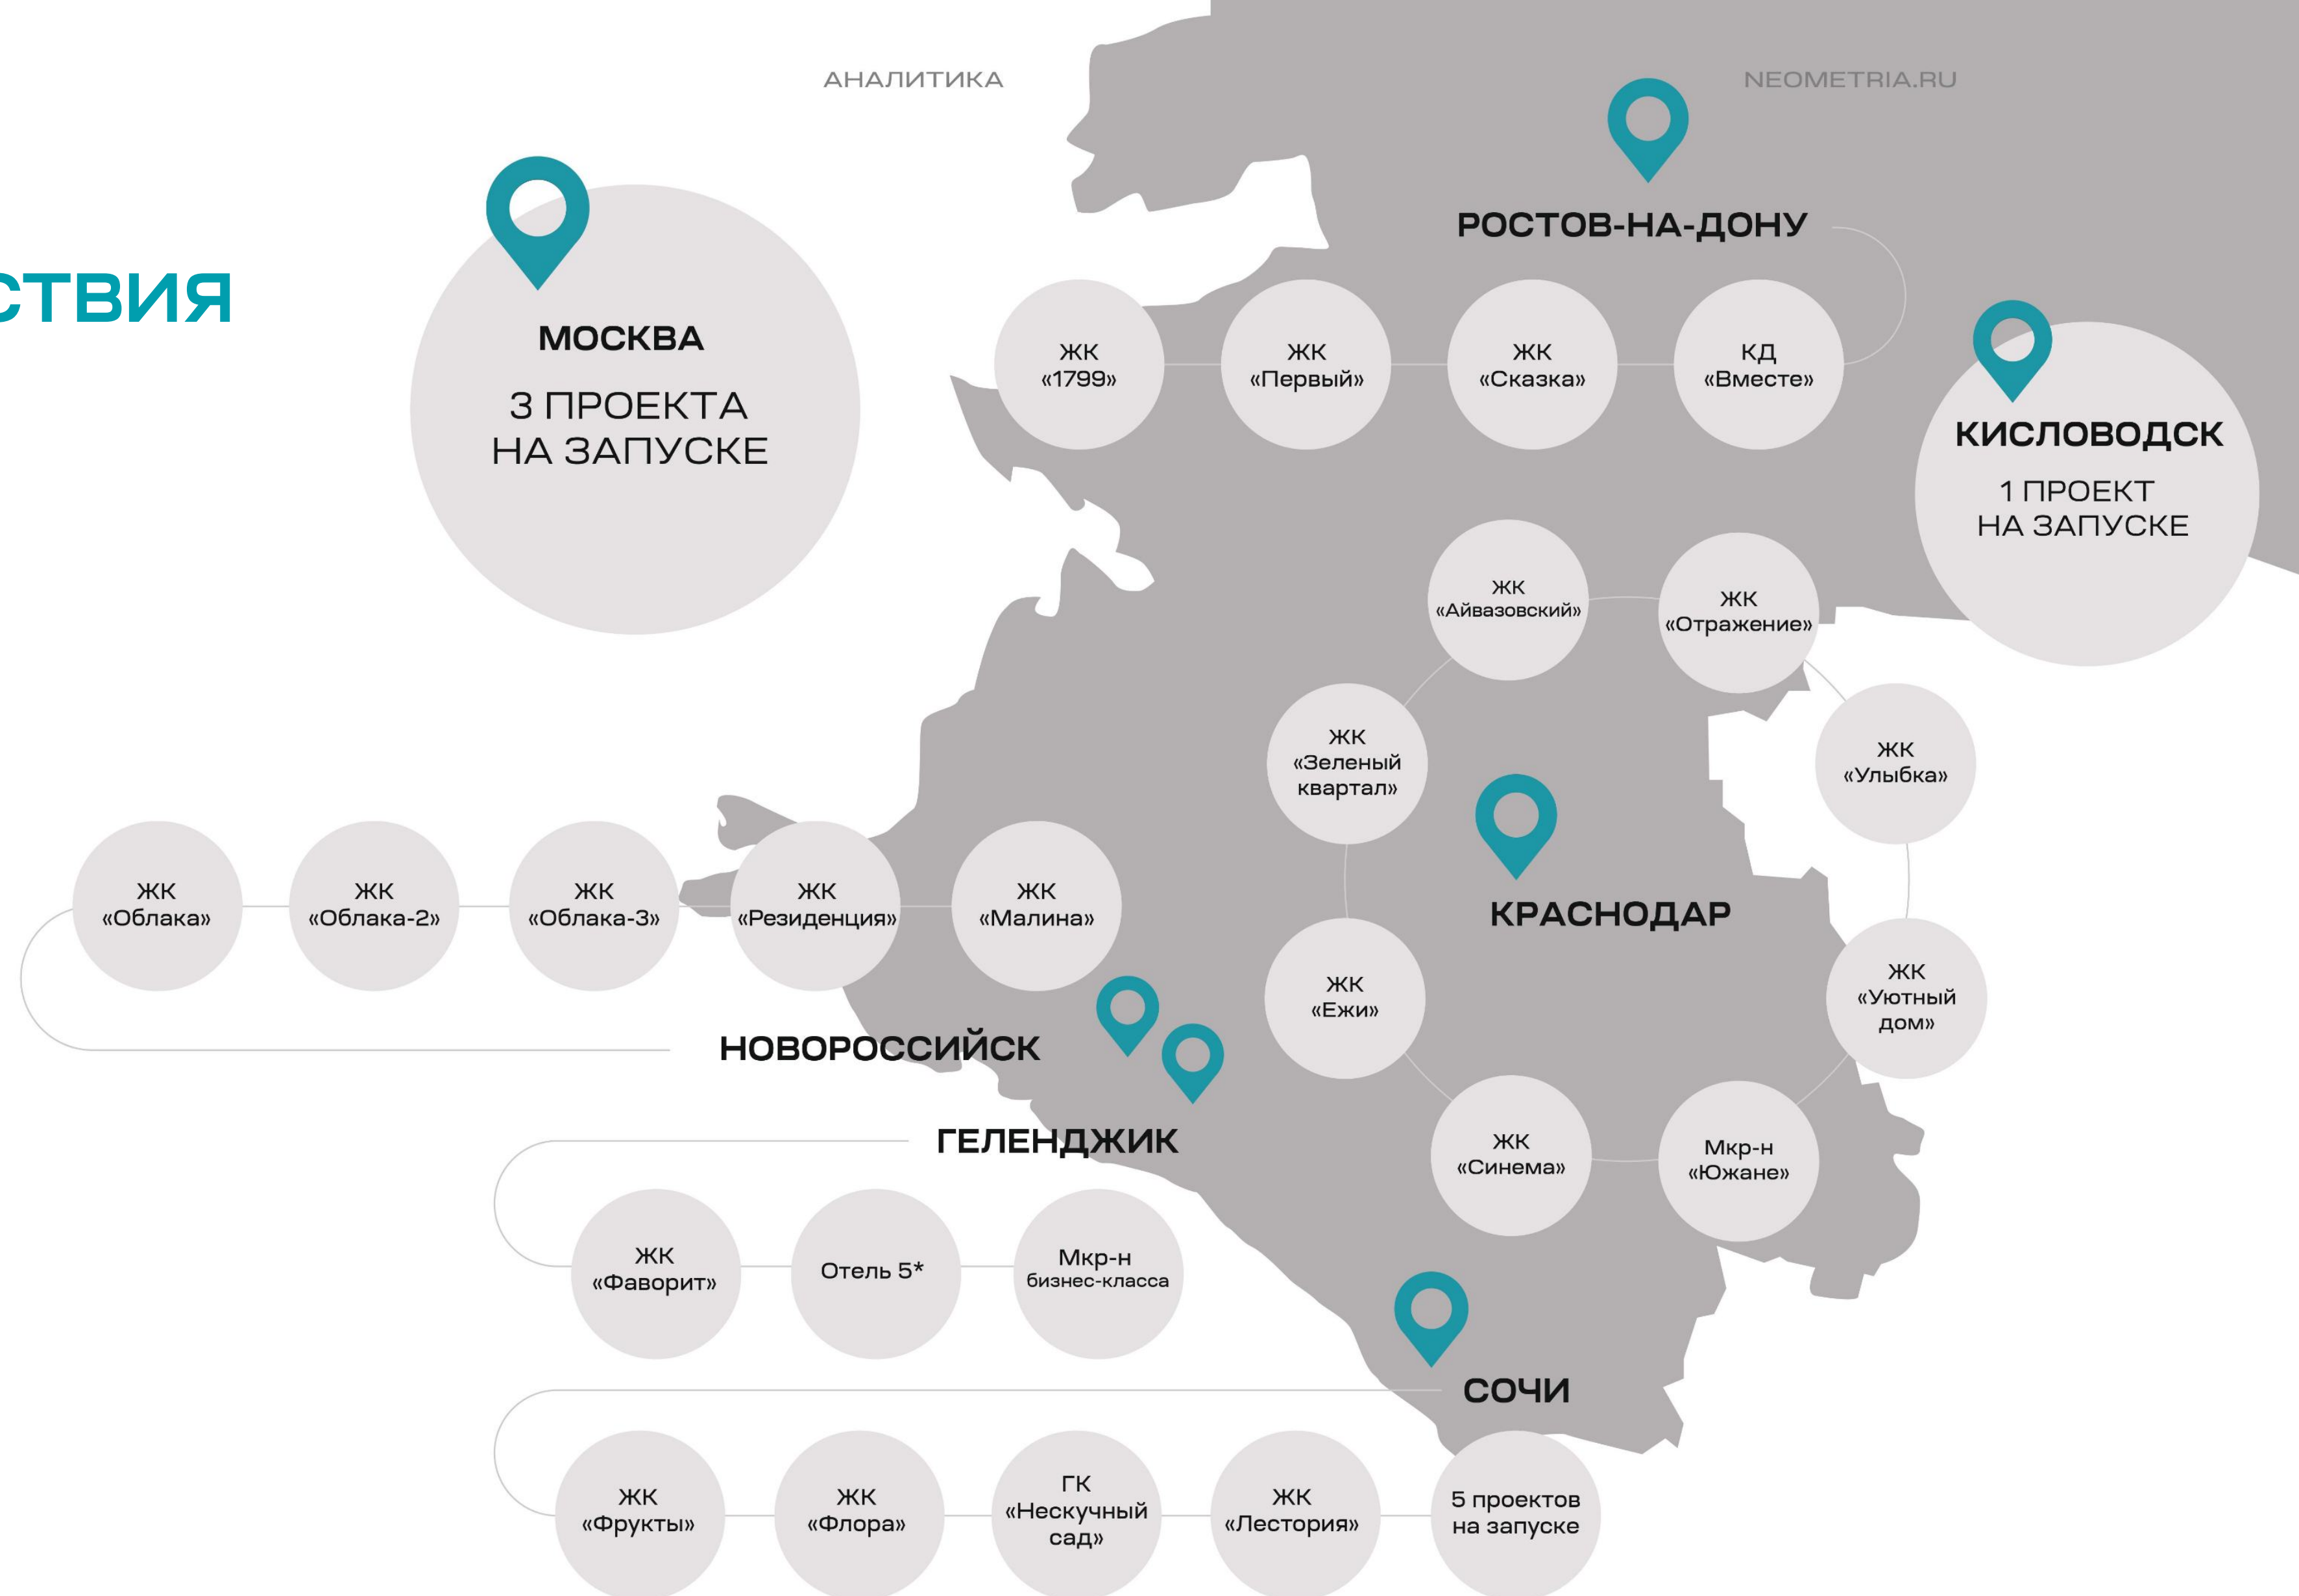 АНАЛИТИКА
NEOMETRIA.RU
СТВИЯ
МОСКВА
3 ПРОЕКТА
НА ЗАПУСКЕ
РОСТОВ-НА-ДОНУ
ЖК
«1799»
ЖК
«Первый»
ЖК
«Сказка»
КД
«Вместе»
КИСЛОВОДСК
1 ПРОЕКТ
НА ЗАПУСКЕ
ЖК
«Айвазовский»
ЖК
«Отражение»
ЖК
«Зеленый
квартал»
ЖК
«Улыбка»
КРАСНОДАР
ЖК
«Ежи»
ЖК
«Уютный
дом»
ЖК
«Синема»
Мкр-н
«Южане»
ЖК
«Облака»
ЖК
«Облака-2»
ЖК
«Облака-3»
ЖК
«Резиденция»
ЖК
«Малина»
НОВОРОССИЙСК
ГЕЛЕНДЖИК
ЖК
«Фаворит»
Отель 5*
Мкр-н
бизнес-класса
СОЧИ
ЖК
«Фрукты»
ЖК
«Флора»
ГК
«Нескучный
сад»
ЖК
«Лестория»
5 проектов
на запуске